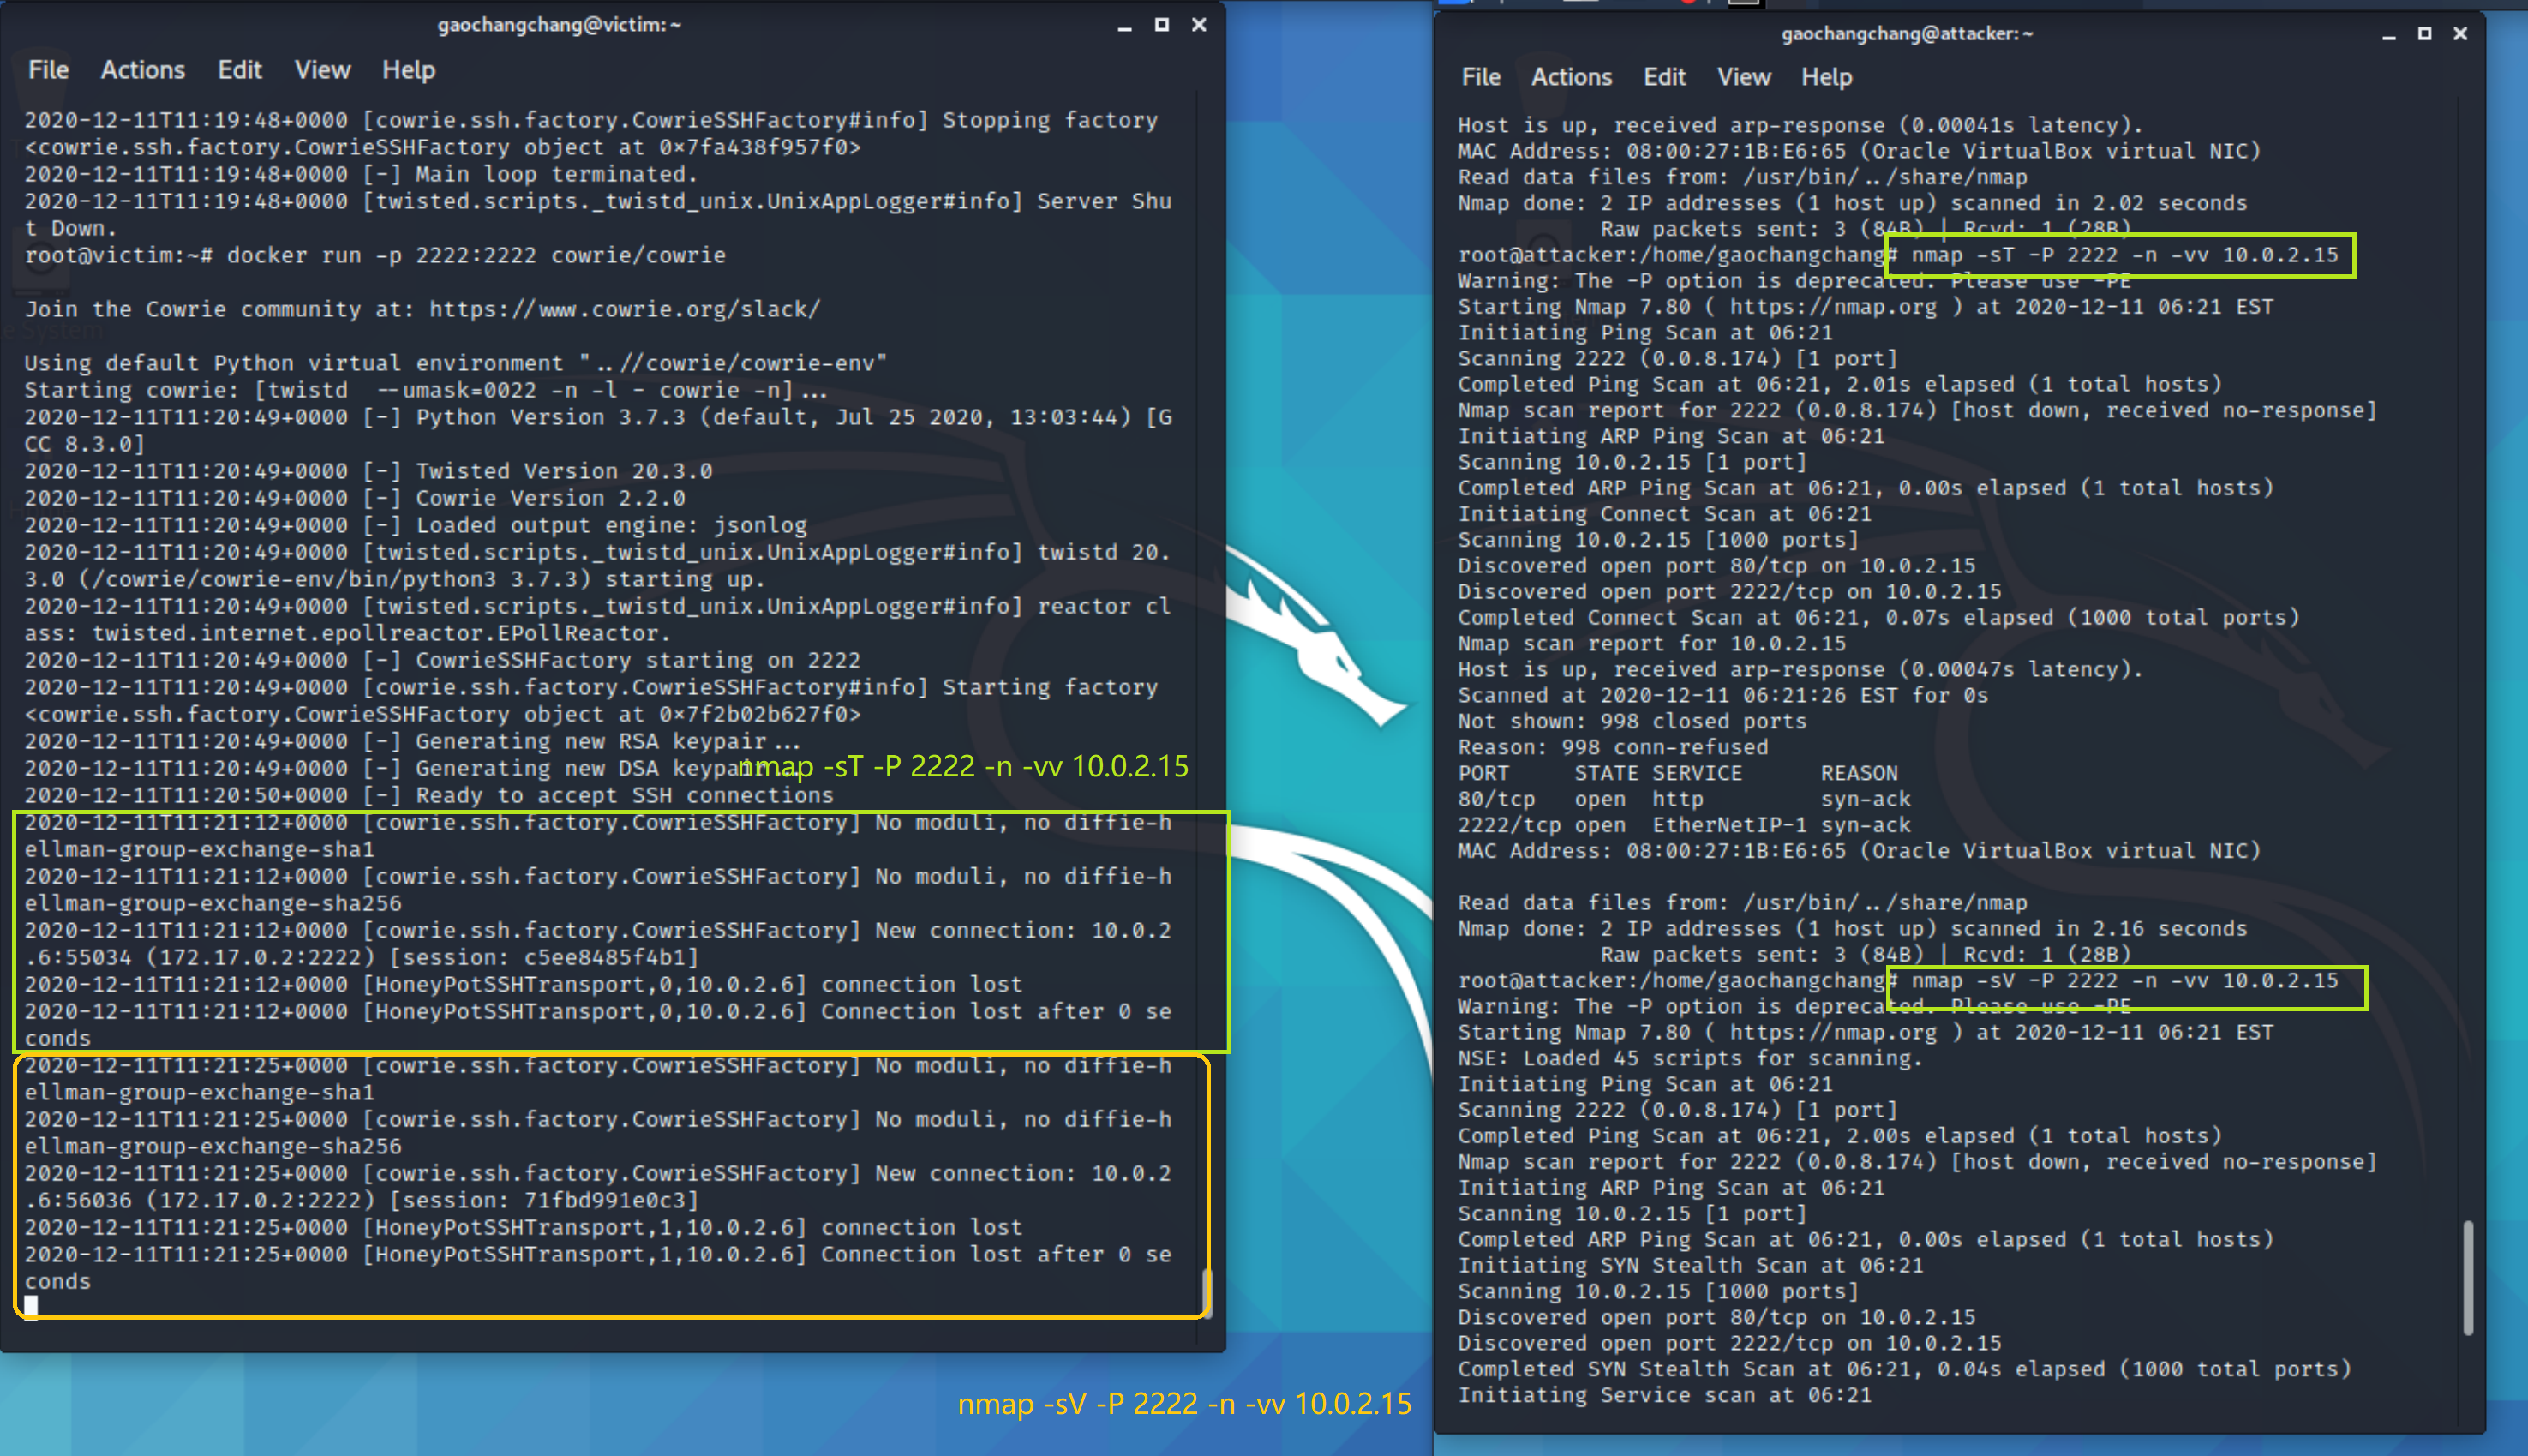 gaochangchang@victim: ~
File Actions Edit View Help
2020-12-11T11:19:48+0000 [cowrie.ssh.factory.CowrieSSHFactory#info] Stopping factory
<cowrie.ssh.factory.CowrieSSHFactory object at 0×7fa438f957f0>
2020-12-11T11:19:48+0000 [-] Main loop terminated.
2020-12-11T11:19:48+0000 [twisted.scripts._twistd_unix.UnixAppLogger#info] Server Shu
t Down.
root@victim:~# docker run -p 2222:2222 cowrie/cowrie
Join the Cowrie community at: https://www.cowrie.org/slack/
Using default Python virtual environment "..//cowrie/cowrie-env"
Starting cowrie: [twistd  --umask=0022 -n -l - cowrie -n]...
2020-12-11T11:20:49+0000 [-] Python Version 3.7.3 (default, Jul 25 2020, 13:03:44) [G
CC 8.3.0]
2020-12-11T11:20:49+0000 [-] Twisted Version 20.3.0
2020-12-11T11:20:49+0000 [-] Cowrie Version 2.2.0
2020-12-11T11:20:49+0000 [-] Loaded output engine: jsonlog
2020-12-11T11:20:49+0000 [twisted.scripts._twistd_unix.UnixAppLogger#info] twistd 20.
3.0 (/cowrie/cowrie-env/bin/python3 3.7.3) starting up.
2020-12-11T11:20:49+0000 [twisted.scripts._twistd_unix.UnixAppLogger#info] reactor cl
ass: twisted.internet.epollreactor.EPollReactor.
2020-12-11T11:20:49+0000 [-] CowrieSSHFactory starting on 2222
2020-12-11T11:20:49+0000 [cowrie.ssh.factory.CowrieSSHFactory#info] Starting factory
<cowrie.ssh.factory.CowrieSSHFactory object at 0×7f2b02b627f0>
2020-12-11T11:20:49+0000 [-] Generating new RSA keypair...
2020-12-11T11:20:49+0000 [-] Generating new DSA keypair...
nmap -sT -P 2222 -n -vv 10.0.2.15
2020-12-11T11:20:50+0000 [-] Ready to accept SSH connections
2020-12-11T11:21:12+0000 [cowrie.ssh.factory.CowrieSSHFactory] No moduli, no diffie-h
ellman-group-exchange-sha1
2020-12-11T11:21:12+0000 [cowrie.ssh.factory.CowrieSSHFactory] No moduli, no diffie-h
ellman-group-exchange-sha256
2020-12-11T11:21:12+0000 [cowrie.ssh.factory.CowrieSSHFactory] New connection: 10.0.2
.6:55034 (172.17.0.2:2222) [session: c5ee8485f4b1]
2020-12-11T11:21:12+0000 [HoneyPotSSHTransport,0,10.0.2.6] connection lost
2020-12-11T11:21:12+0000 [HoneyPotSSHTransport,0,10.0.2.6] Connection lost after 0 se
conds
2020-12-11T11:21:25+0000 [cowrie.ssh.factory.CowrieSSHFactory] No moduli, no diffie-h
ellman-group-exchange-sha1
2020-12-11T11:21:25+0000 [cowrie.ssh.factory.CowrieSSHFactory] No moduli, no diffie-h
ellman-group-exchange-sha256
2020-12-11T11:21:25+0000 [cowrie.ssh.factory.CowrieSSHFactory] New connection: 10.0.2
.6:56036 (172.17.0.2:2222) [session: 71fbd991e0c3]
2020-12-11T11:21:25+0000 [HoneyPotSSHTransport,1,10.0.2.6] connection lost
2020-12-11T11:21:25+0000 [HoneyPotSSHTransport,1,10.0.2.6] Connection lost after 0 se
conds
nmap -sV -P 2222 -n -vv 10.0.2.15
gaochangchang@attacker: ~
File Actions Edit View Help
Host is up, received arp-response (0.00041s latency).
MAC Address: 08:00:27:1B:E6:65 (Oracle VirtualBox virtual NIC)
Read data files from: /usr/bin/../share/nmap
Nmap done: 2 IP addresses (1 host up) scanned in 2.02 seconds
Raw packets sent: 3 (84B) | Rcvd: 1 (28B)
root@attacker:/home/gaochangchang# nmap -sT -P 2222 -n -vv 10.0.2.15
Warning: The -P option is deprecated. Please use -PE
Starting Nmap 7.80 ( https://nmap.org ) at 2020-12-11 06:21 EST
Initiating Ping Scan at 06:21
Scanning 2222 (0.0.8.174) [1 port]
Completed Ping Scan at 06:21, 2.01s elapsed (1 total hosts)
Nmap scan report for 2222 (0.0.8.174) [host down, received no-response]
Initiating ARP Ping Scan at 06:21
Scanning 10.0.2.15 [1 port]
Completed ARP Ping Scan at 06:21, 0.00s elapsed (1 total hosts)
Initiating Connect Scan at 06:21
Scanning 10.0.2.15 [1000 ports]
Discovered open port 80/tcp on 10.0.2.15
Discovered open port 2222/tcp on 10.0.2.15
Completed Connect Scan at 06:21, 0.07s elapsed (1000 total ports)
Nmap scan report for 10.0.2.15
Host is up, received arp-response (0.00047s latency).
Scanned at 2020-12-11 06:21:26 EST for 0s
Not shown: 998 closed ports
Reason: 998 conn-refused
PORT     STATE SERVICE      REASON
80/tcp   open  http         syn-ack
2222/tcp open  EtherNetIP-1 syn-ack
MAC Address: 08:00:27:1B:E6:65 (Oracle VirtualBox virtual NIC)
Read data files from: /usr/bin/../share/nmap
Nmap done: 2 IP addresses (1 host up) scanned in 2.16 seconds
Raw packets sent: 3 (84B) | Rcvd: 1 (28B)
root@attacker:/home/gaochangchang# nmap -sV -P 2222 -n -vv 10.0.2.15
Warning: The -P option is deprecated. Please use -PE
Starting Nmap 7.80 ( https://nmap.org ) at 2020-12-11 06:21 EST
NSE: Loaded 45 scripts for scanning.
Initiating Ping Scan at 06:21
Scanning 2222 (0.0.8.174) [1 port]
Completed Ping Scan at 06:21, 2.00s elapsed (1 total hosts)
Nmap scan report for 2222 (0.0.8.174) [host down, received no-response]
Initiating ARP Ping Scan at 06:21
Scanning 10.0.2.15 [1 port]
Completed ARP Ping Scan at 06:21, 0.00s elapsed (1 total hosts)
Initiating SYN Stealth Scan at 06:21
Scanning 10.0.2.15 [1000 ports]
Discovered open port 80/tcp on 10.0.2.15
Discovered open port 2222/tcp on 10.0.2.15
Completed SYN Stealth Scan at 06:21, 0.04s elapsed (1000 total ports)
Initiating Service scan at 06:21